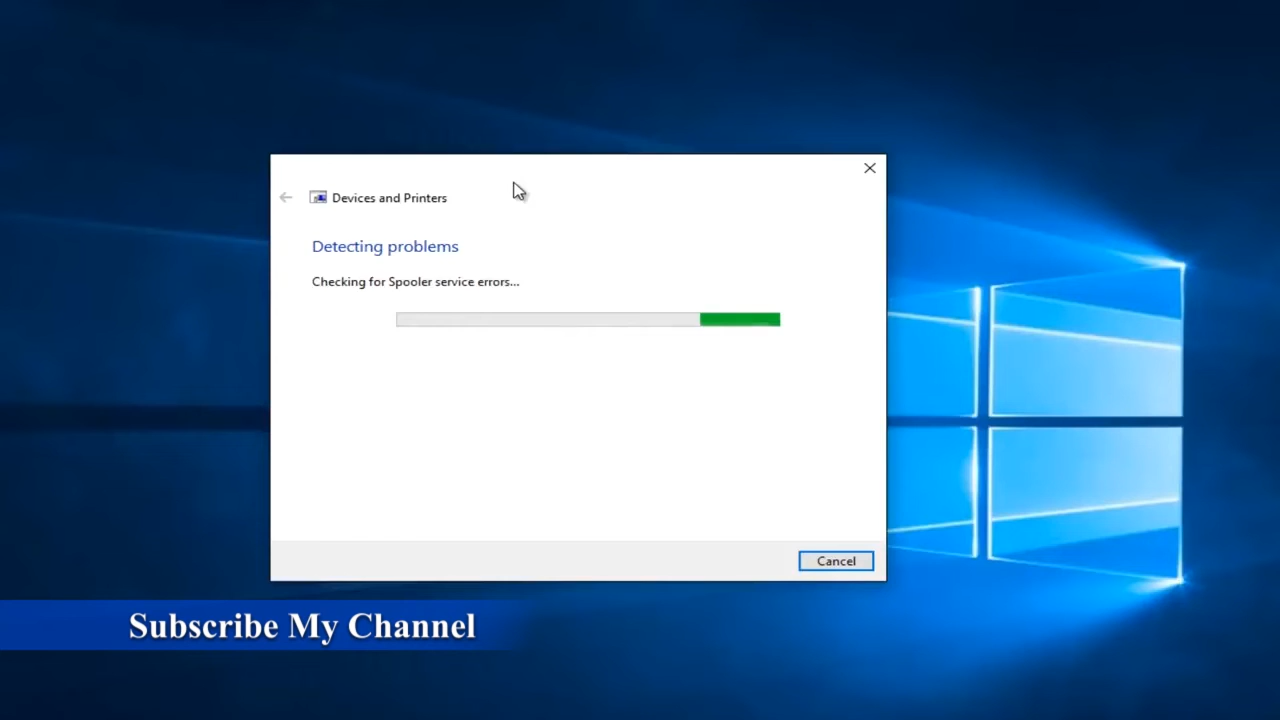 Devices and Printers
Detecting problems
Checking for Spooler service errors...
Cancel
Subscribe My Channel